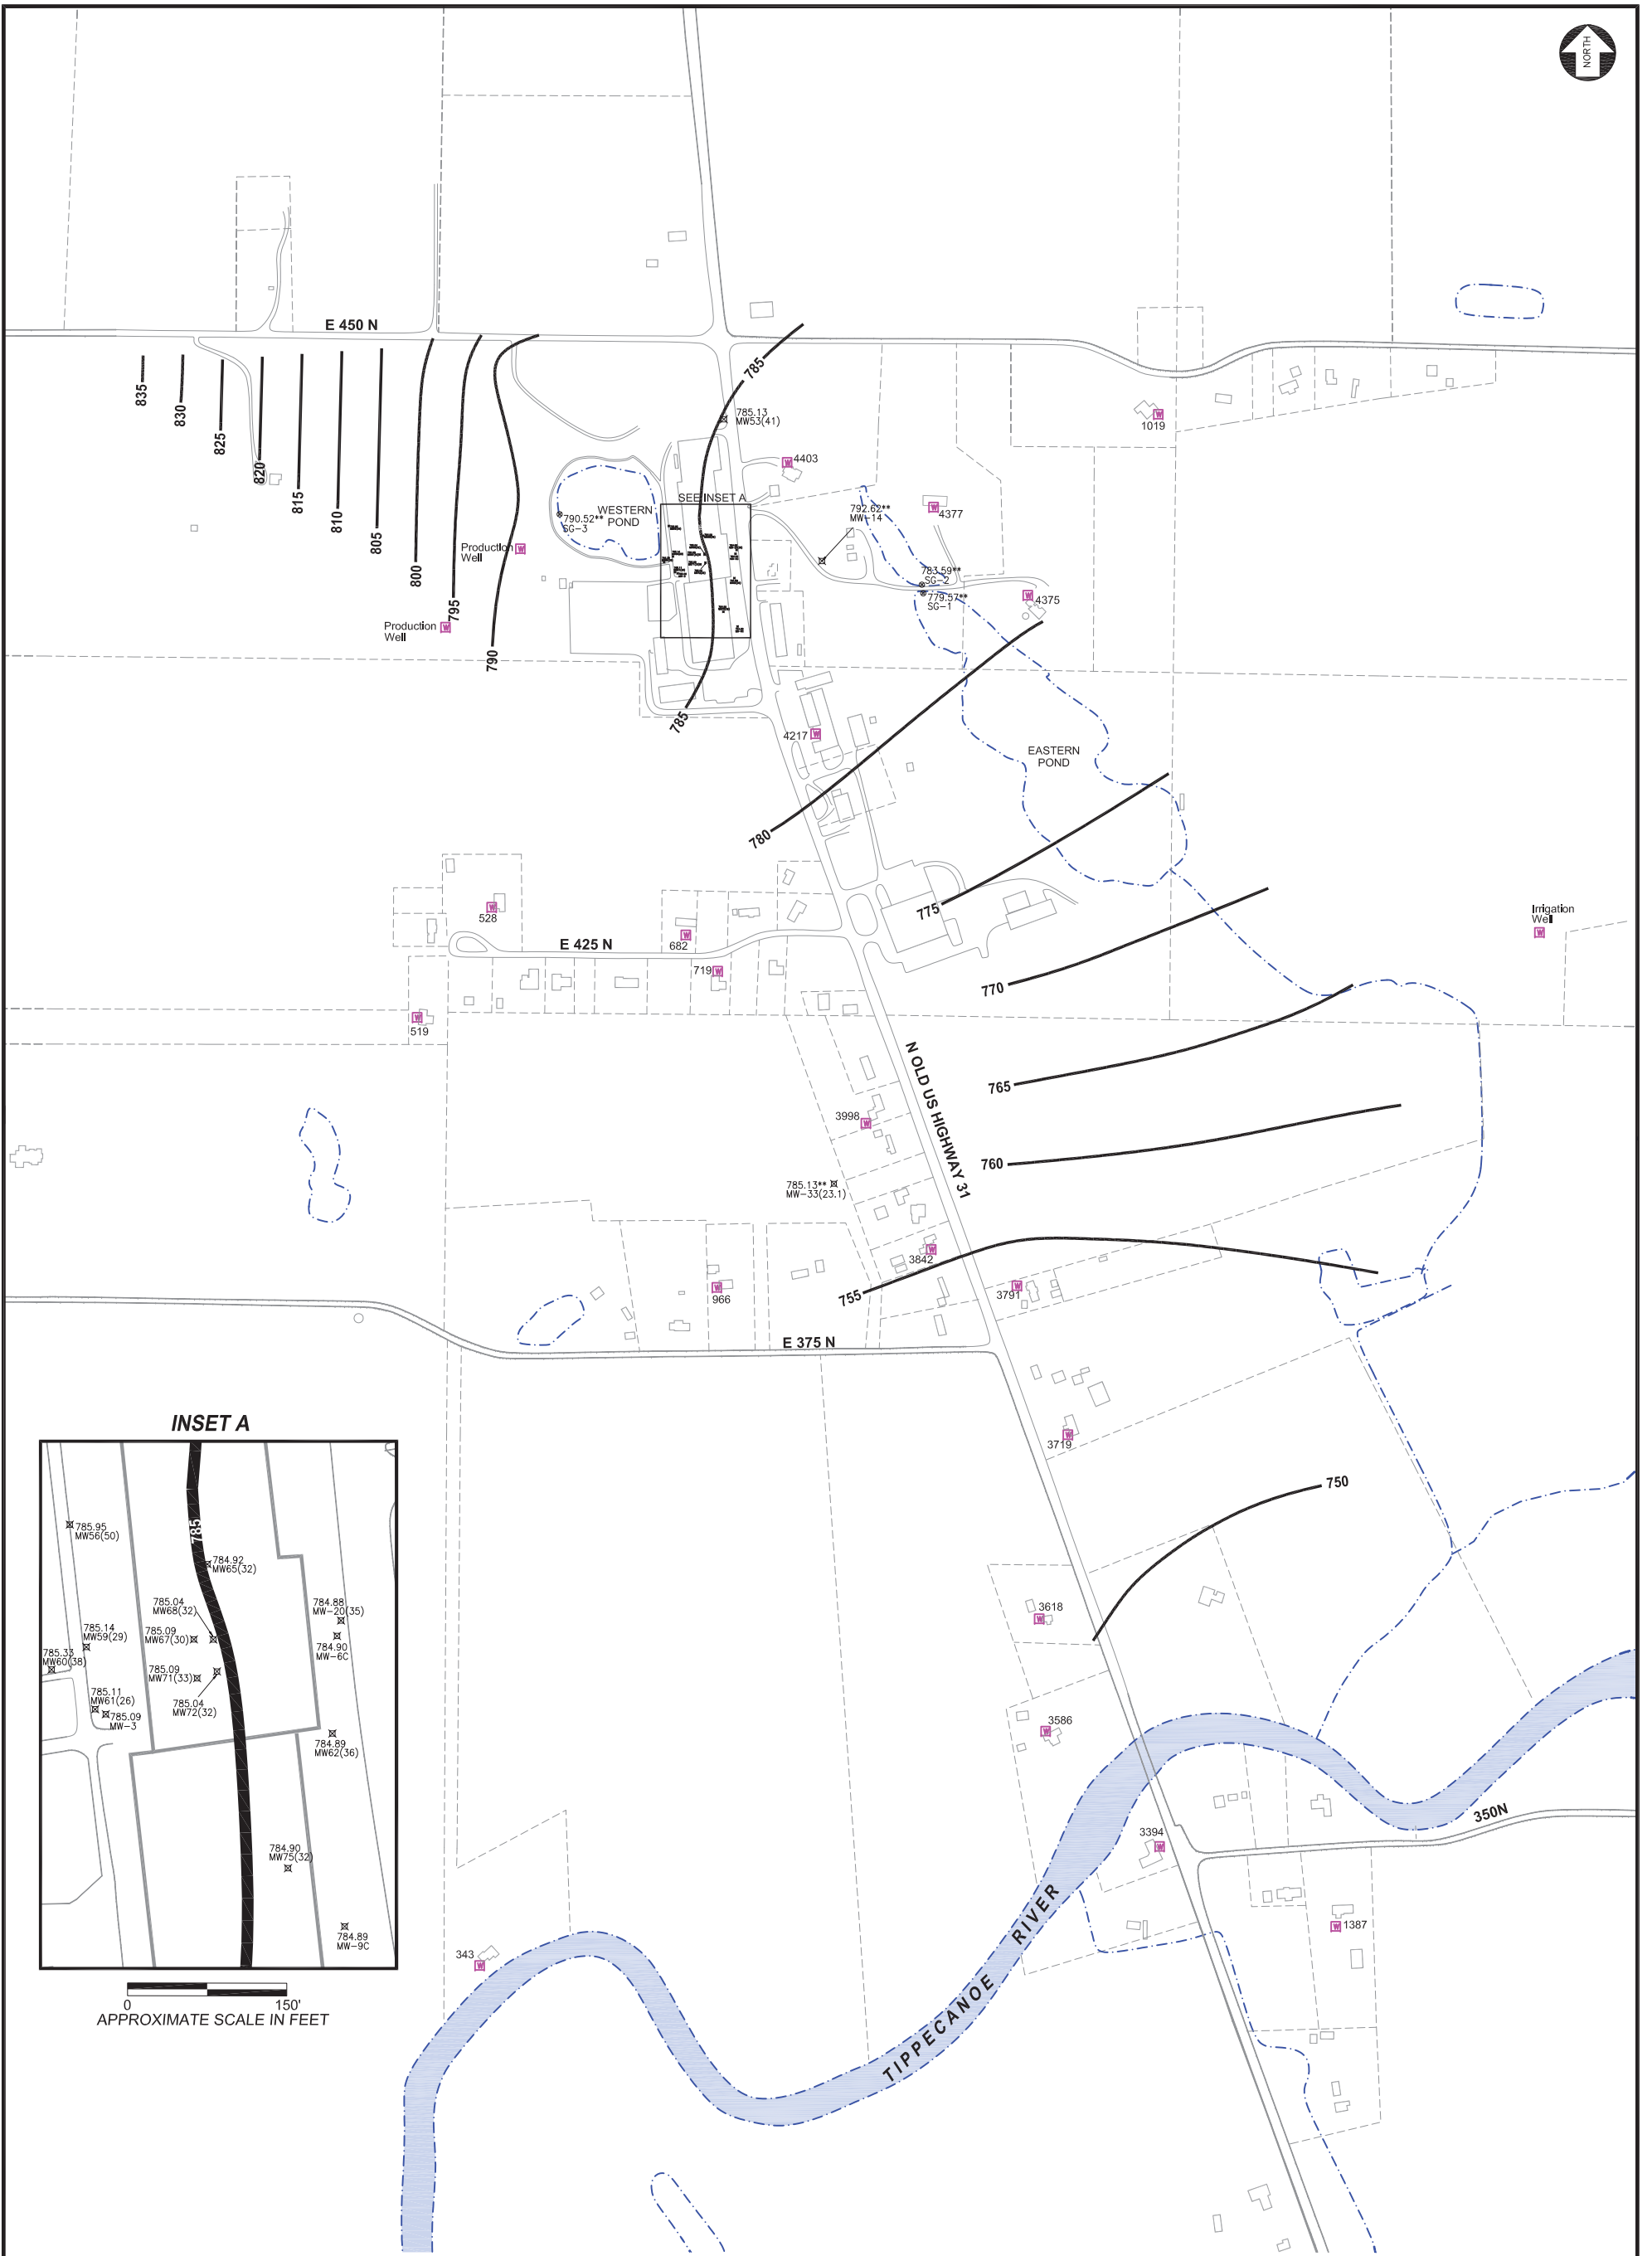 NORTH
E 450 N
835
830
825
820
815
810
805
800
795
790
785
785.13
MW53(41)
4403
1019
SEE INSET A
WESTERN
POND
790.52**
SG-3
792.62**
MW-14
4377
Production
Well
783.59**
SG-2
779.57**
SG-1
4375
Production
Well
785
4217
EASTERN
POND
780
775
528
682
E 425 N
719
Irrigation
Well
770
519
N OLD US HIGHWAY 31
765
3998
760
785.13**
MW-33(23.1)
3842
755
3791
966
E 375 N
3719
750
INSET A
785
785.95
MW56(50)
784.92
MW65(32)
785.04
MW68(32)
784.88
MW-20(35)
785.14
MW59(29)
785.09
MW67(30)
784.90
MW-6C
785.33
MW60(38)
785.09
MW71(33)
785.11
MW61(26)
785.09
MW-3
785.04
MW72(32)
784.89
MW62(36)
784.90
MW75(32)
784.89
MW-9C
0
150'
APPROXIMATE SCALE IN FEET
3618
3586
350N
3394
1387
343
TIPPECANOE RIVER